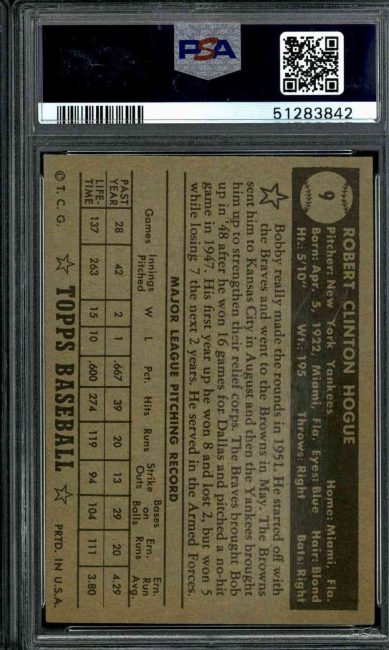 PSA
51283842
9
ROBERT CLINTON HOGUE
Pitcher: New York Yankees Home: Miami, Fla.
Born: Apr. 5, 1922, Miami, Fla. Eyes: Blue Hair: Blond
Ht.: 5'10" Wt.: 195 Throws: Right Bats: Right
Bobby really made the rounds in 1951. He started off with
the Braves and went to the Browns in May. The Browns
sent him to Kansas City in August and then the Yankees brought
him up to strengthen their relief corps. The Braves brought Bob
up in '48 after he won 16 games for Dallas and pitched a no-hit
game in 1947. His first year up he won 8 and lost 2, but won 5
while losing 7 the next 2 years. He served in the Armed Forces.
MAJOR LEAGUE PITCHING RECORD
Games Innings Pitched W L Pct. Hits Runs Strike Outs Bases on Balls Ern. Runs Ern. Run Avg.
PAST YEAR 28 42 2 1 .667 39 20 13 29 20 4.29
LIFE-TIME 137 263 15 10 .600 274 119 94 104 111 3.80
© T. C. G. TOPPS BASEBALL PRTD. IN U.S.A.